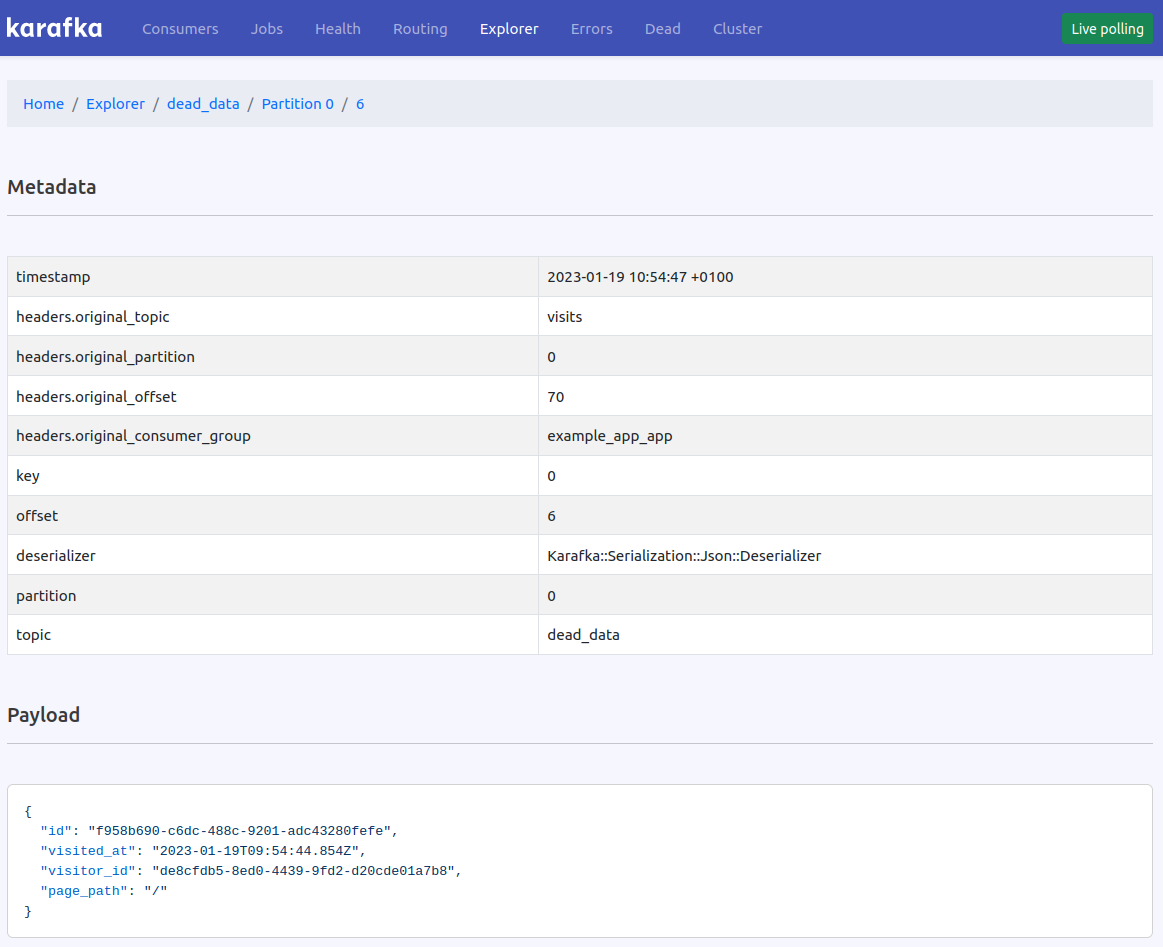 karafka Consumers Jobs Health Routing Explorer Errors Dead Cluster Live polling
Home / Explorer / dead_data / Partition 0 / 6
Metadata
timestamp 2023-01-19 10:54:47 +0100
headers.original_topic visits
headers.original_partition 0
headers.original_offset 70
headers.original_consumer_group example_app_app
key 0
offset 6
deserializer Karafka::Serialization::Json::Deserializer
partition 0
topic dead_data
Payload
{
"id": "f958b690-c6dc-488c-9201-adc43280fefe",
"visited_at": "2023-01-19T09:54:44.854Z",
"visitor_id": "de8cfdb5-8ed0-4439-9fd2-d20cde01a7b8",
"page_path": "/"
}